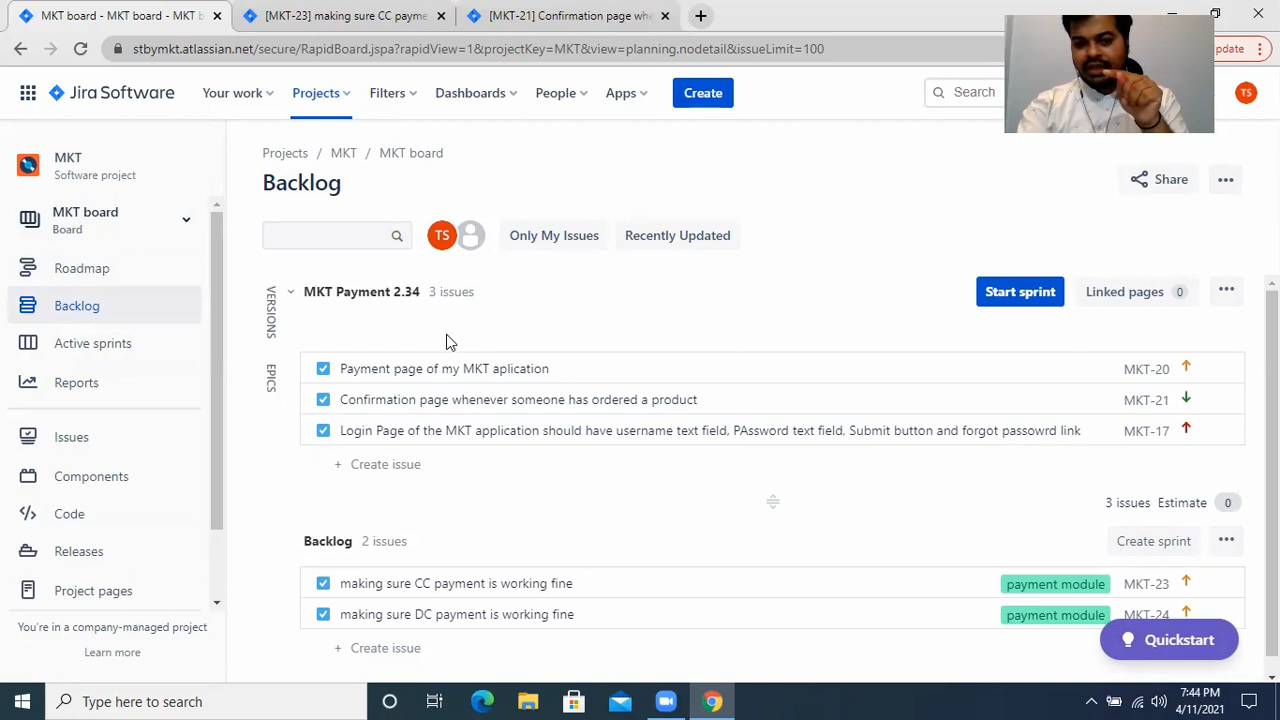 MKT board - MKT board - MKT b
[MKT-23] making sure CC payme
[MKT-21] Confirmation page whe
stbymkt.atlassian.net/secure/RapidBoard.jspa?rapidView=1&projectKey=MKT&view=planning.nodetail&issueLimit=100
pdate
Jira Software
Your work
Projects
Filters
Dashboards
People
Apps
Create
Search
TS
MKT
Software project
MKT board
Board
Roadmap
Backlog
Active sprints
Reports
Issues
Components
Code
Releases
Project pages
You're in a company-managed project
Learn more
Projects / MKT / MKT board
Backlog
Share
TS
Only My Issues
Recently Updated
VERSIONS
EPICS
MKT Payment 2.34 3 issues
Start sprint
Linked pages 0
Payment page of my MKT aplication MKT-20
Confirmation page whenever someone has ordered a product MKT-21
Login Page of the MKT application should have username text field, PAssword text field, Submit button and forgot passowrd link MKT-17
+ Create issue
3 issues Estimate 0
Backlog 2 issues
Create sprint
making sure CC payment is working fine payment module MKT-23
making sure DC payment is working fine payment module MKT-24
+ Create issue
Quickstart
Type here to search
7:44 PM
4/11/2021